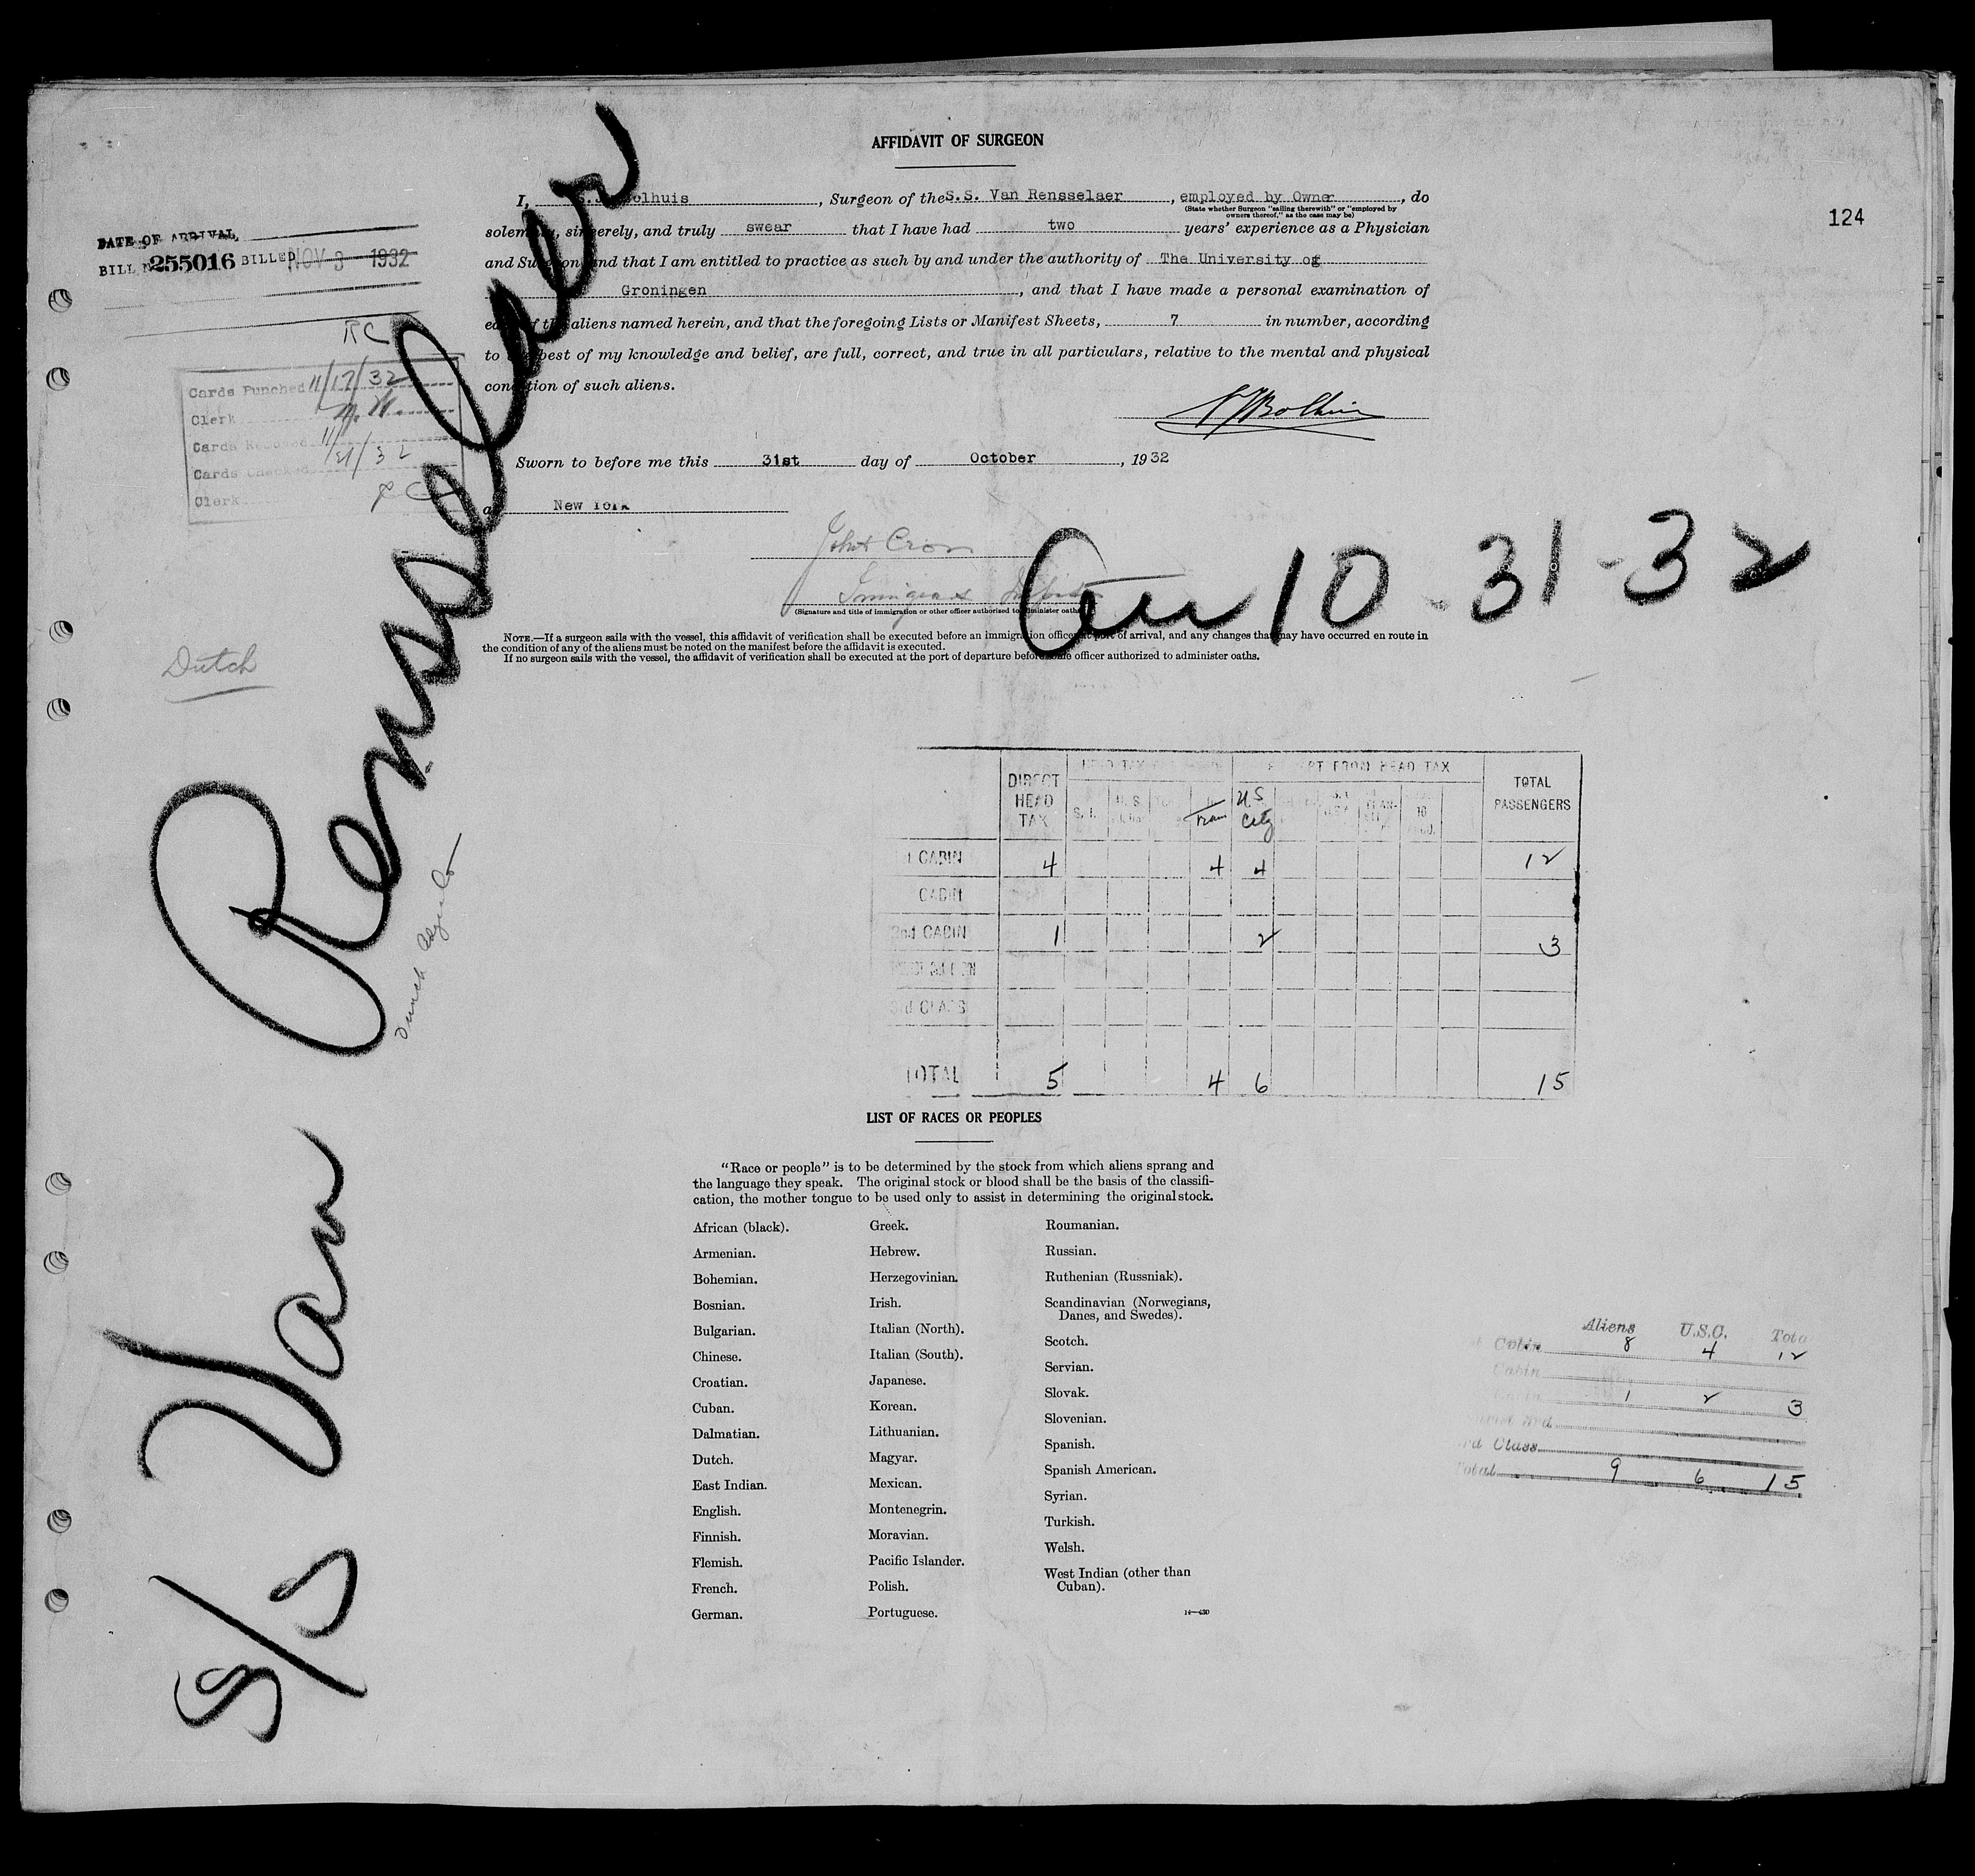 AFFIDAVIT OF SURGEON
124
I, S.J. Bolhuis, Surgeon of the S.S. Van Rensselaer, employed by Owner, do
(State whether Surgeon "sailing therewith" or "employed by
owners thereof," as the case may be)
solemnly, sincerely, and truly swear that I have had two years' experience as a Physician
and Surgeon and that I am entitled to practice as such by and under the authority of The University og
Groningen, and that I have made a personal examination of
each of the aliens named herein, and that the foregoing Lists or Manifest Sheets, 7 in number, according
to the best of my knowledge and belief, are full, correct, and true in all particulars, relative to the mental and physical
condition of such aliens.
Sworn to before me this 31st day of October, 1932
at New York
(Signature and title of immigration or other officer authorized to administer oaths)
NOTE.—If a surgeon sails with the vessel, this affidavit of verification shall be executed before an immigration officer at port of arrival, and any changes that may have occurred en route in
the condition of any of the aliens must be noted on the manifest before the affidavit is executed.
If no surgeon sails with the vessel, the affidavit of verification shall be executed at the port of departure before some officer authorized to administer oaths.
DATE OF ARRIVAL
BILL No 255016 BILLED NOV 3 - 1932
RC
Cards Punched 11/17/32
Clerk
Cards
Cards Checked
Clerk RC
Dutch
S/S Van Rensselaer
10-31-32
DIRECT HEAD TAX
EXEMPT FROM HEAD TAX
TOTAL PASSENGERS
S.I. U.S. Tran US City
1 CABIN 4 4 4 12
CABIN
2nd CABIN 1 2 3
3rd CLASS
TOTAL 5 4 6 15
LIST OF RACES OR PEOPLES
"Race or people" is to be determined by the stock from which aliens sprang and
the language they speak. The original stock or blood shall be the basis of the classifi-
cation, the mother tongue to be used only to assist in determining the original stock.
African (black).
Armenian.
Bohemian.
Bosnian.
Bulgarian.
Chinese.
Croatian.
Cuban.
Dalmatian.
Dutch.
East Indian.
English.
Finnish.
Flemish.
French.
German.
Greek.
Hebrew.
Herzegovinian.
Irish.
Italian (North).
Italian (South).
Japanese.
Korean.
Lithuanian.
Magyar.
Mexican.
Montenegrin.
Moravian.
Pacific Islander.
Polish.
Portuguese.
Roumanian.
Russian.
Ruthenian (Russniak).
Scandinavian (Norwegians,
Danes, and Swedes).
Scotch.
Servian.
Slovak.
Slovenian.
Spanish.
Spanish American.
Syrian.
Turkish.
Welsh.
West Indian (other than
Cuban).
14—430
Aliens U.S.C. Tota
Cabin 8 4 12
Cabin
1 2 3
Class
Total 9 6 15